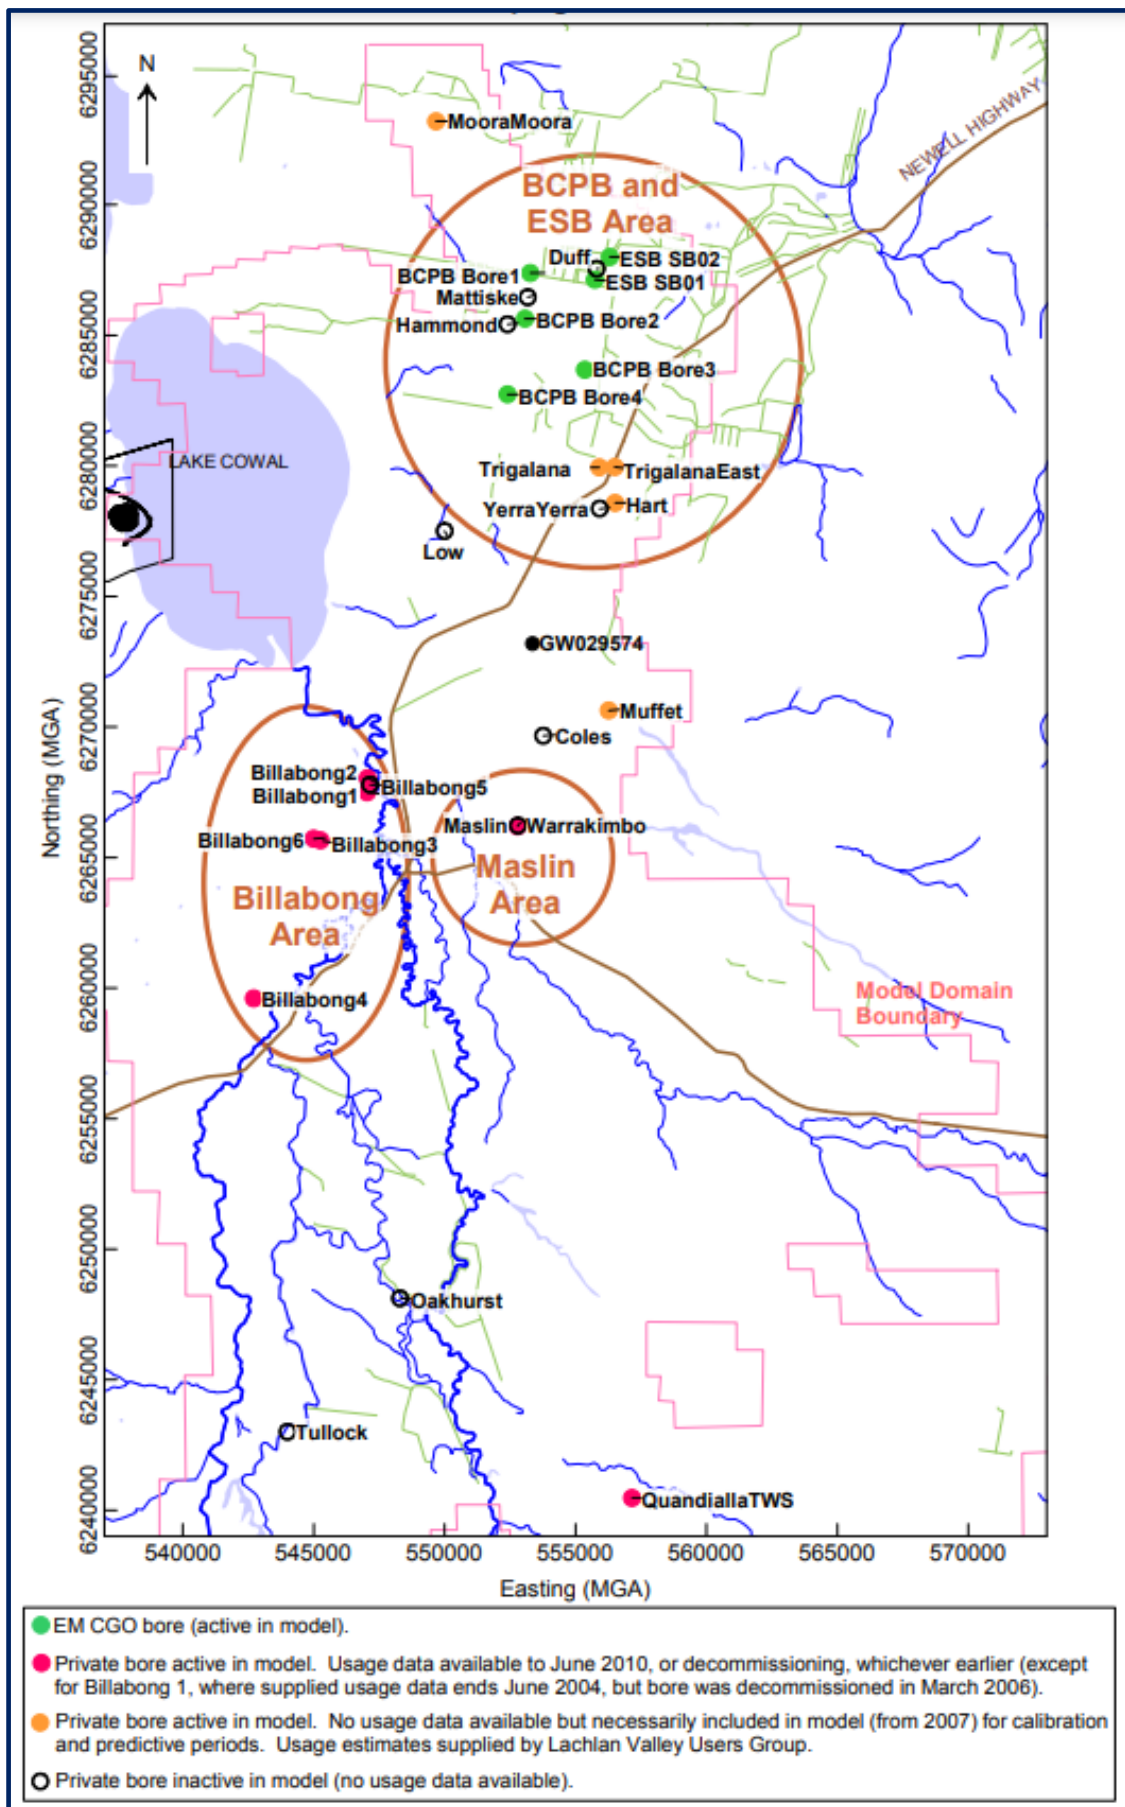 N
MooraMoora
NEWELL HIGHWAY
BCPB and
ESB Area
Duff
ESB SB02
BCPB Bore1
ESB SB01
Mattiske
Hammond
BCPB Bore2
BCPB Bore3
BCPB Bore4
LAKE COWAL
Trigalana
TrigalanaEast
YerraYerra
Hart
Low
GW029574
Muffet
Coles
Billabong2
Billabong5
Billabong1
Maslin
Warrakimbo
Billabong6
Billabong3
Maslin
Area
Billabong
Area
Billabong4
Model Domain
Boundary
Oakhurst
Tullock
QuandiallaTWS
Northing (MGA)
6295000
6290000
6285000
6280000
6275000
6270000
6265000
6260000
6255000
6250000
6245000
6240000
540000
545000
550000
555000
560000
565000
570000
Easting (MGA)
EM CGO bore (active in model).
Private bore active in model. Usage data available to June 2010, or decommissioning, whichever earlier (except
for Billabong 1, where supplied usage data ends June 2004, but bore was decommissioned in March 2006).
Private bore active in model. No usage data available but necessarily included in model (from 2007) for calibration
and predictive periods. Usage estimates supplied by Lachlan Valley Users Group.
Private bore inactive in model (no usage data available).